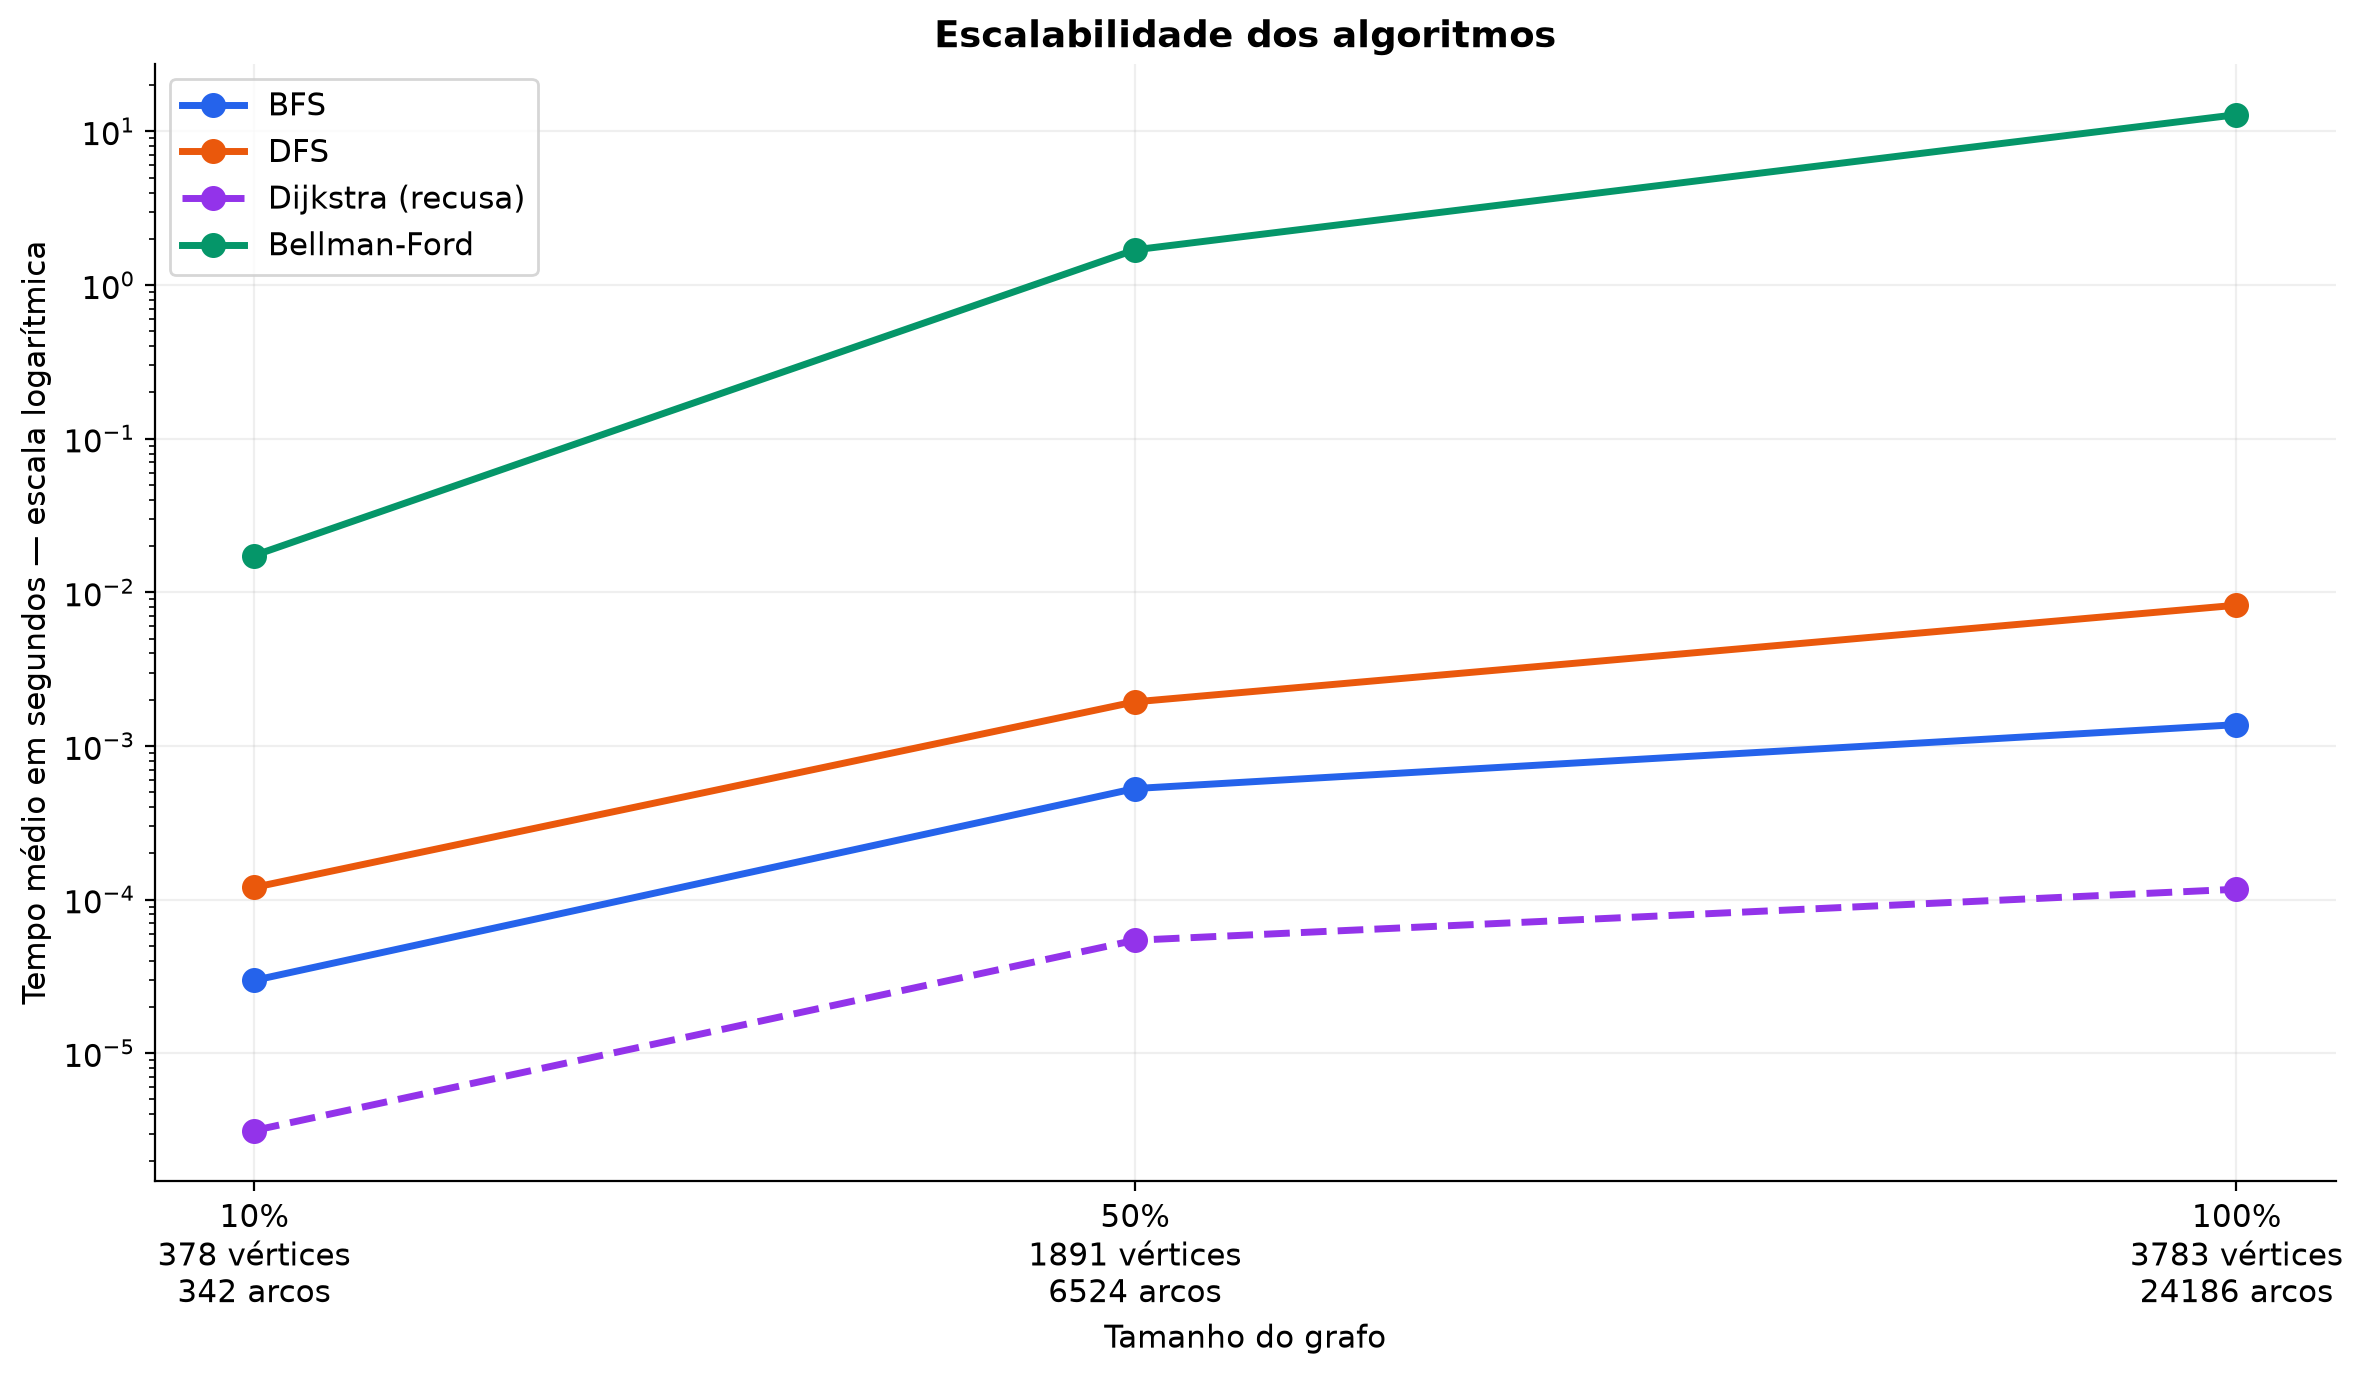 Escalabilidade dos algoritmos
BFS
DFS
Dijkstra (recusa)
Bellman-Ford
Tempo médio em segundos — escala logarítmica
10¹
10⁰
10⁻¹
10⁻²
10⁻³
10⁻⁴
10⁻⁵
10%
378 vértices
342 arcos
50%
1891 vértices
6524 arcos
100%
3783 vértices
24186 arcos
Tamanho do grafo